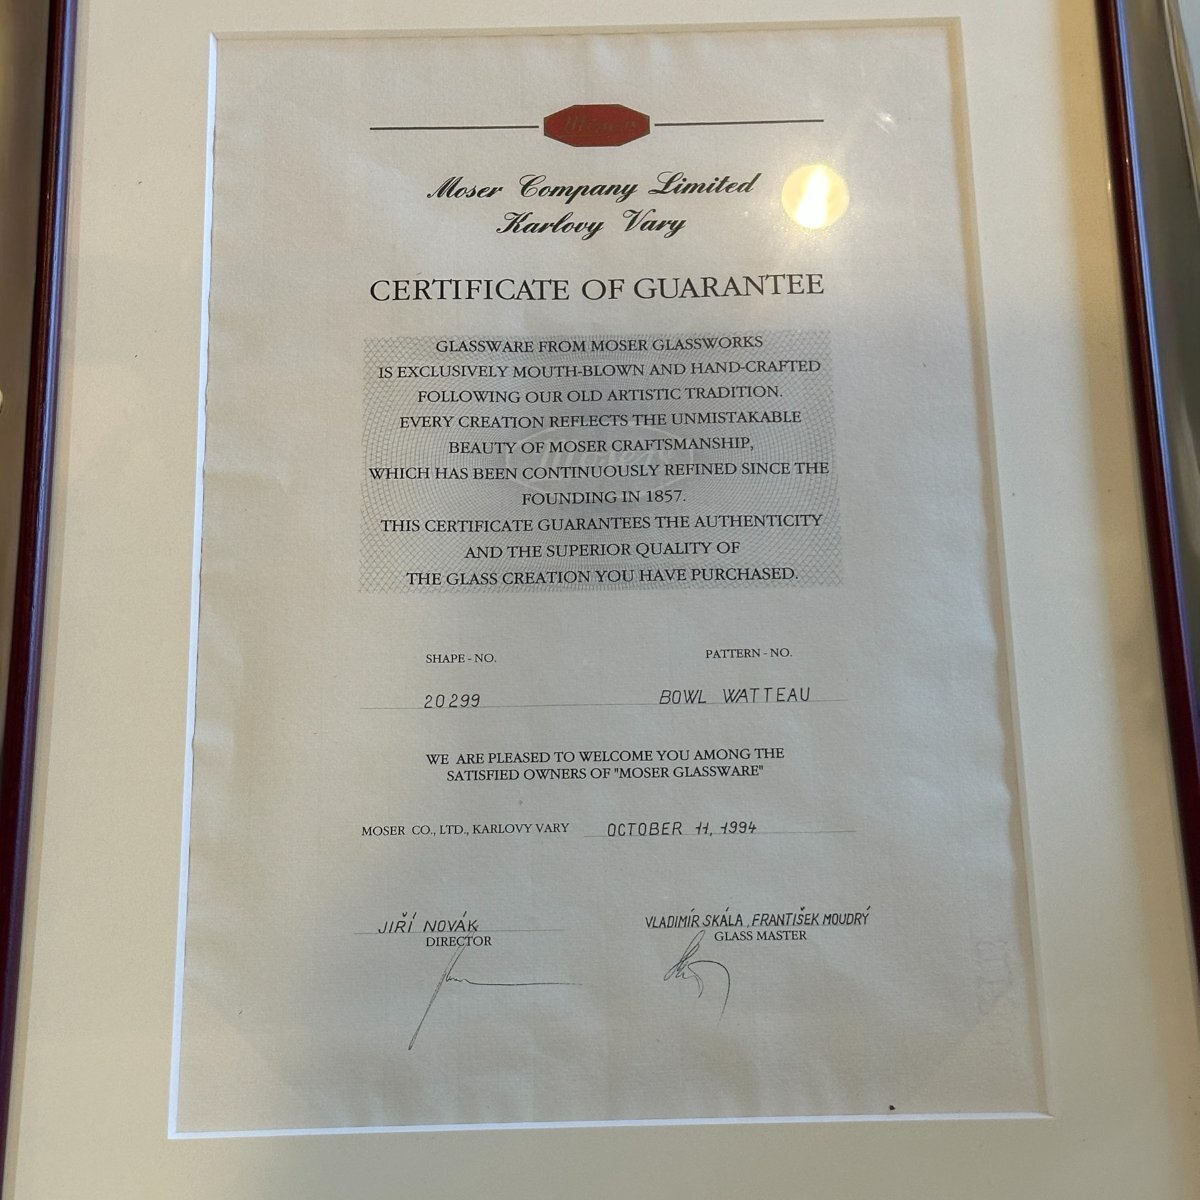 Moser
Moser Company Limited
Karlovy Vary
CERTIFICATE OF GUARANTEE
GLASSWARE FROM MOSER GLASSWORKS
IS EXCLUSIVELY MOUTH-BLOWN AND HAND-CRAFTED
FOLLOWING OUR OLD ARTISTIC TRADITION.
EVERY CREATION REFLECTS THE UNMISTAKABLE
BEAUTY OF MOSER CRAFTSMANSHIP,
WHICH HAS BEEN CONTINUOUSLY REFINED SINCE THE
FOUNDING IN 1857.
THIS CERTIFICATE GUARANTEES THE AUTHENTICITY
AND THE SUPERIOR QUALITY OF
THE GLASS CREATION YOU HAVE PURCHASED.
SHAPE - NO. PATTERN - NO.
20299 BOWL WATTEAU
WE ARE PLEASED TO WELCOME YOU AMONG THE
SATISFIED OWNERS OF "MOSER GLASSWARE"
MOSER CO., LTD., KARLOVY VARY OCTOBER 11, 1994
JIŘÍ NOVÁK VLADIMÍR SKÁLA, FRANTIŠEK MOUDRÝ
DIRECTOR GLASS MASTER